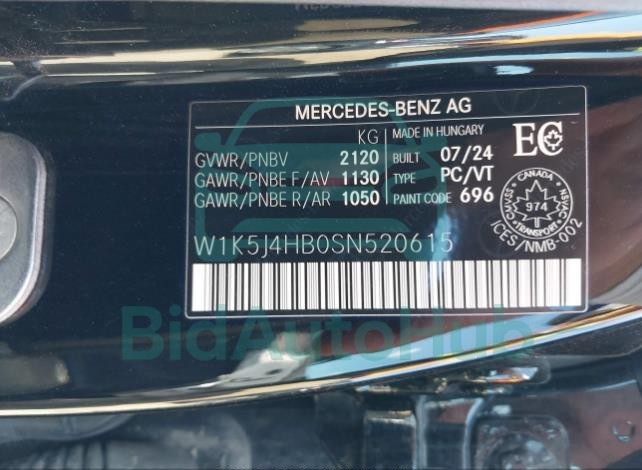 MERCEDES-BENZ AG
KG
GVWR/PNBV 2120
GAWR/PNBE F/AV 1130
GAWR/PNBE R/AR 1050
MADE IN HUNGARY
BUILT 07/24
TYPE PC/VT
PAINT CODE 696
EC
CANADA
974
TRANSPORT
ICES/NMB-002
W1K5J4HB0SN520615
BidAutoHub